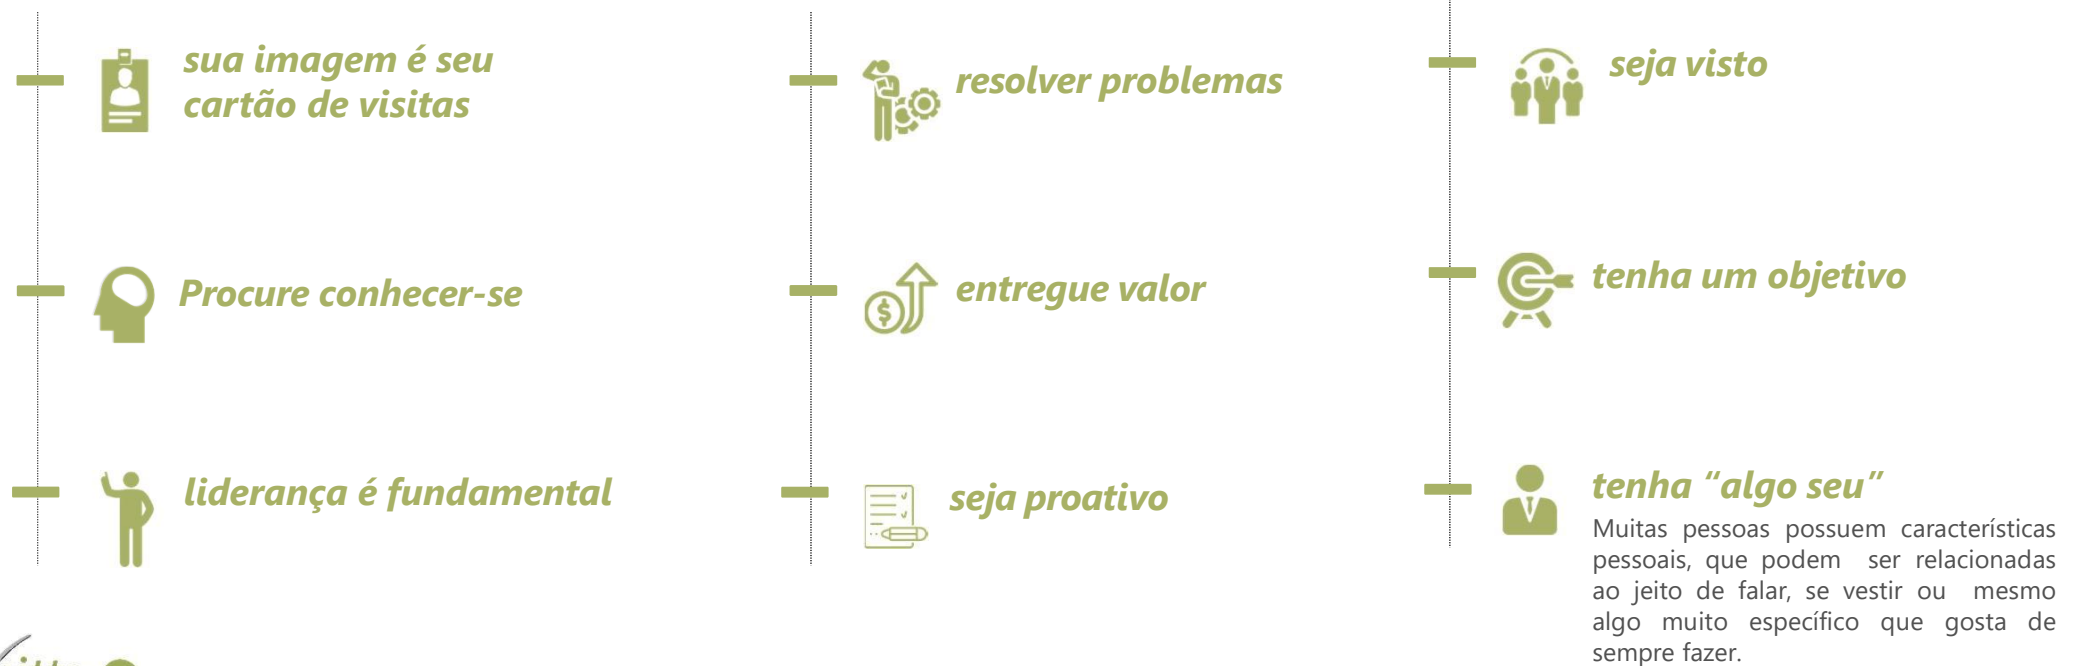 sua imagem é seu
cartão de visitas
Procure conhecer-se
liderança é fundamental
resolver problemas
entregue valor
seja proativo
seja visto
tenha um objetivo
tenha “algo seu”
Muitas pessoas possuem características
pessoais, que podem ser relacionadas
ao jeito de falar, se vestir ou mesmo
algo muito específico que gosta de
sempre fazer.